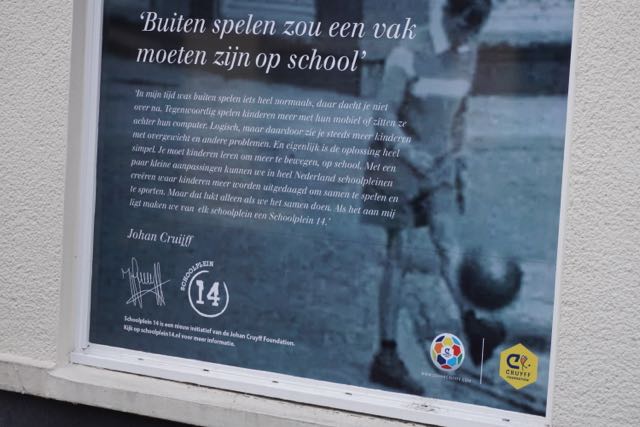 ‘Buiten spelen zou een vak
moeten zijn op school’
‘In mijn tijd was buiten spelen iets heel normaals, daar dacht je niet
over na. Tegenwoordig spelen kinderen meer met hun mobiel of zitten ze
achter hun computer. Logisch, maar daardoor zie je steeds meer kinderen
met overgewicht en andere problemen. En eigenlijk is de oplossing heel
simpel. Je moet kinderen leren om meer te bewegen, op school. Met een
paar kleine aanpassingen kunnen we in heel Nederland schoolpleinen
creëren waar kinderen meer worden uitgedaagd om samen te spelen en
te sporten. Maar dat lukt alleen als we het samen doen. Als het aan mij
ligt maken we van elk schoolplein een Schoolplein 14.’
Johan Cruijff
SCHOOLPLEIN
14
Schoolplein 14 is een nieuw initiatief van de Johan Cruyff Foundation.
Kijk op schoolplein14.nl voor meer informatie.
CRUYFF
FOUNDATION